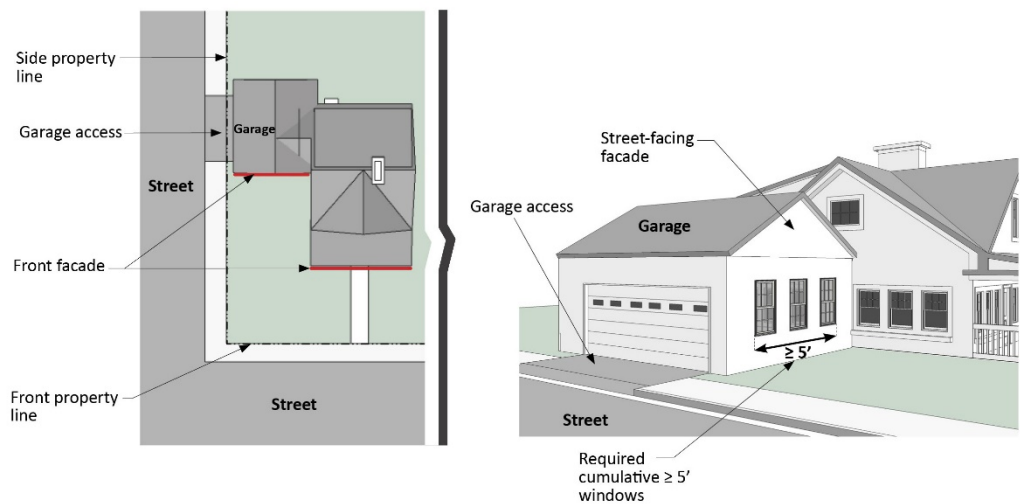 Side property
line
Garage access
Garage
Street
Front facade
Front property
line
Street
Street-facing
facade
Garage access
Garage
≥ 5’
Street
Required
cumulative ≥ 5’
windows